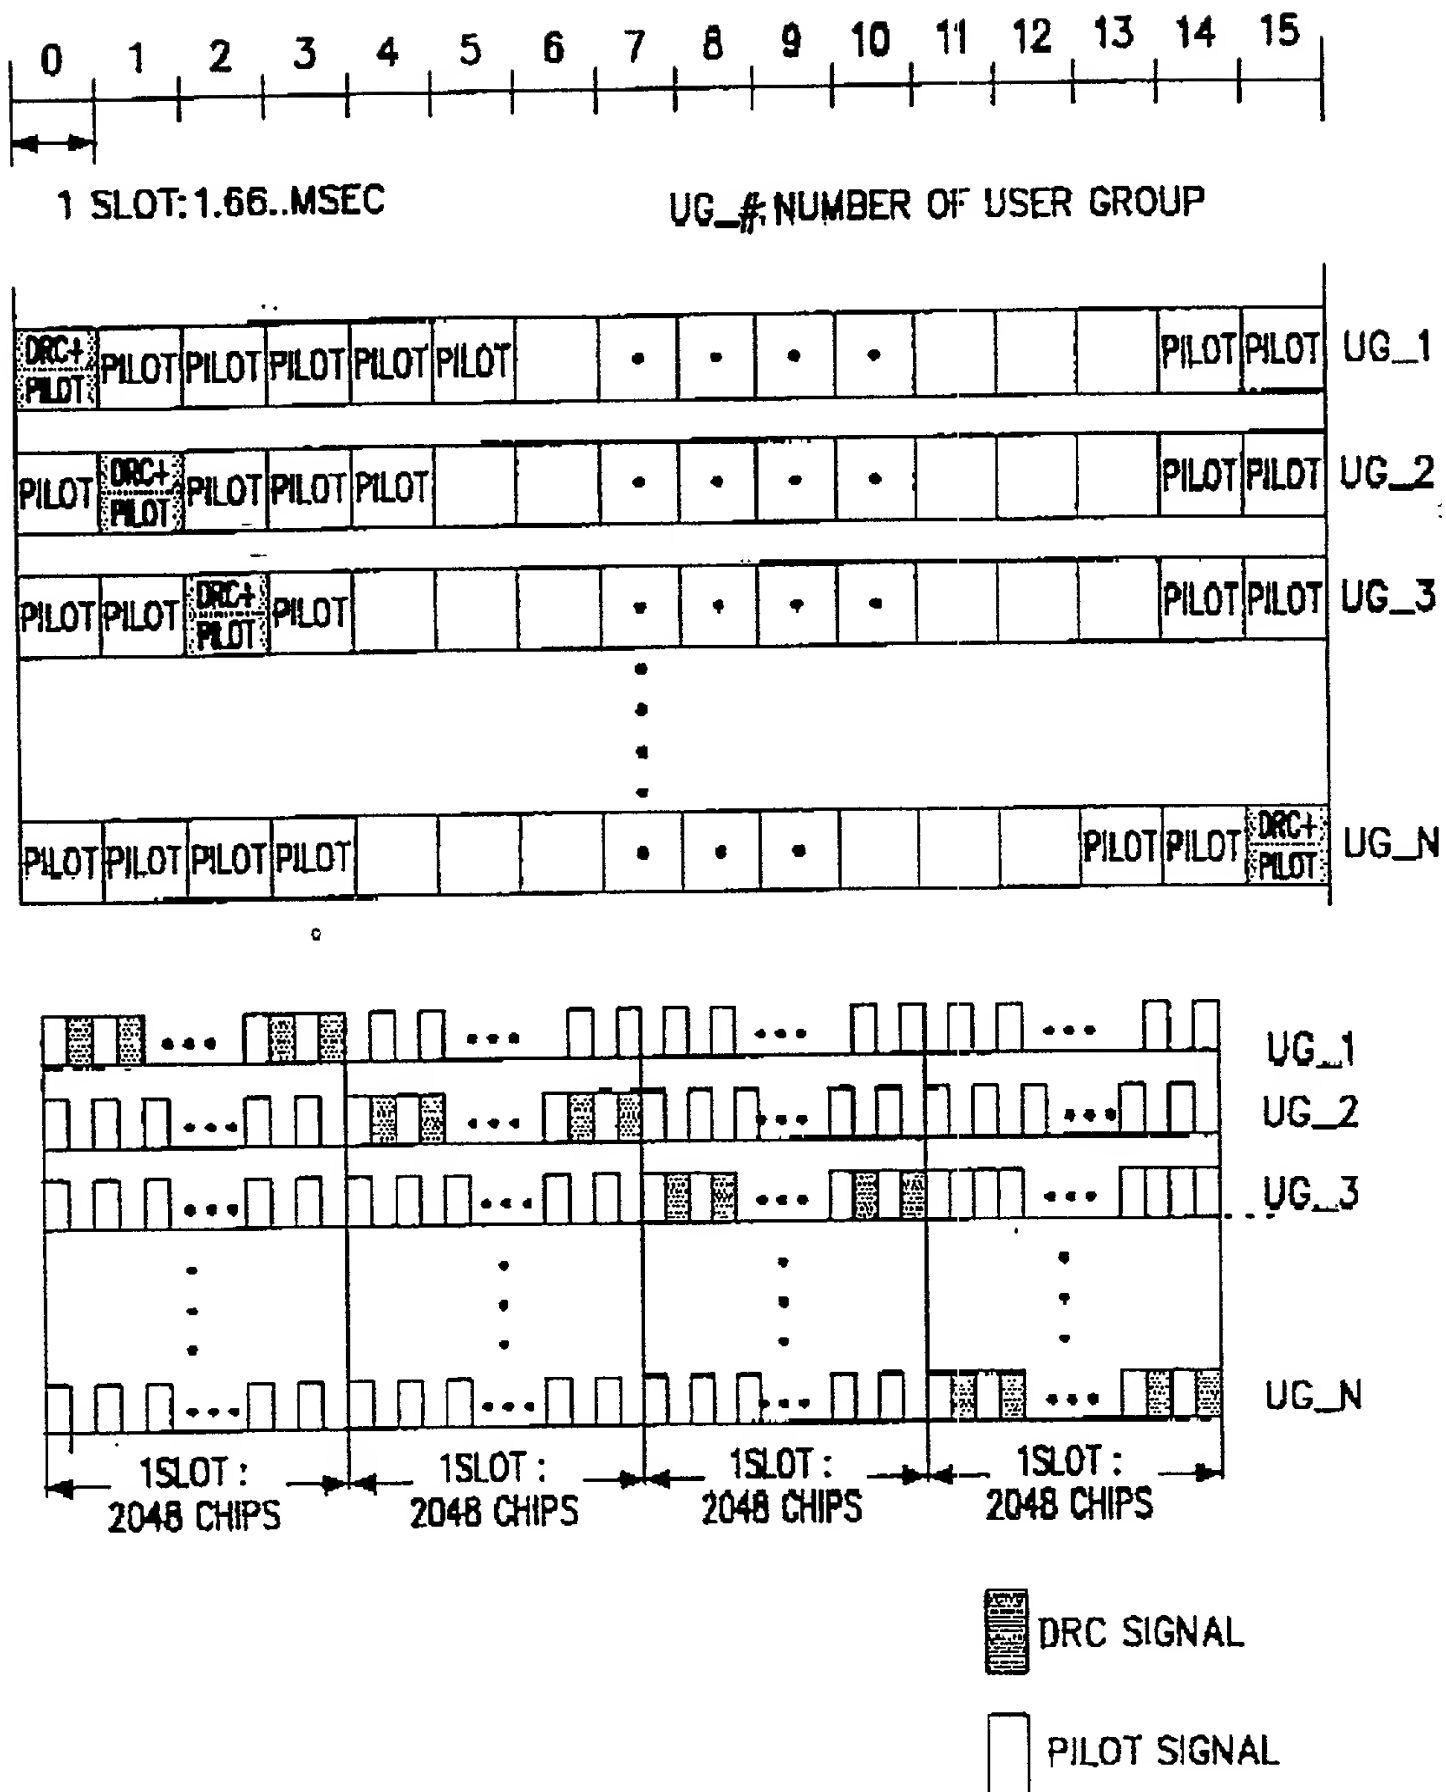 0 1 2 3 4 5 6 7 8 9 10 11 12 13 14 15
1 SLOT: 1.66..MSEC
UG_#: NUMBER OF USER GROUP
DRC+ PILOT PILOT PILOT PILOT PILOT PILOT PILOT PILOT UG_1
PILOT DRC+ PILOT PILOT PILOT PILOT PILOT PILOT UG_2
PILOT PILOT DRC+ PILOT PILOT PILOT PILOT UG_3
PILOT PILOT PILOT PILOT PILOT PILOT DRC+ PILOT UG_N
UG_1
UG_2
UG_3
UG_N
1SLOT : 1SLOT : 1SLOT : 1SLOT :
2048 CHIPS 2048 CHIPS 2048 CHIPS 2048 CHIPS
DRC SIGNAL
PILOT SIGNAL